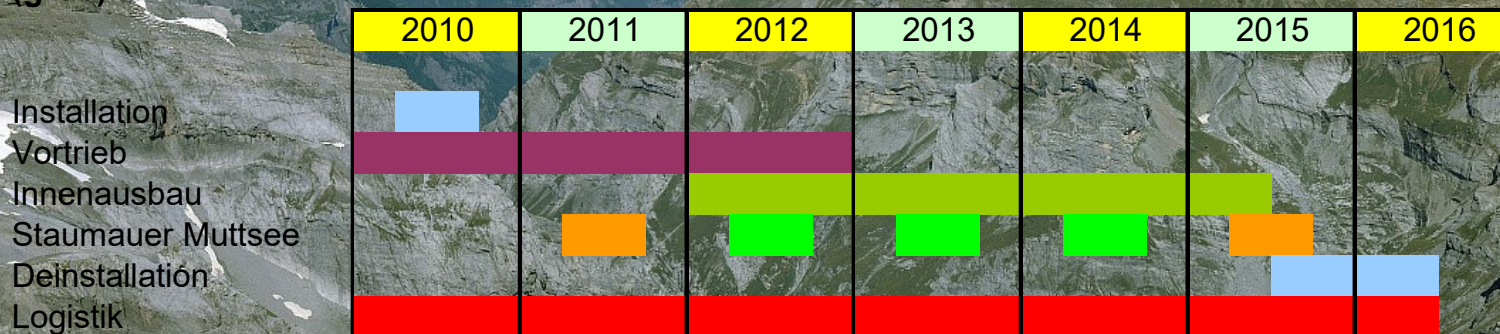 2010 2011 2012 2013 2014 2015 2016
Installation
Vortrieb
Innenausbau
Staumauer Muttsee
Deinstallation
Logistik